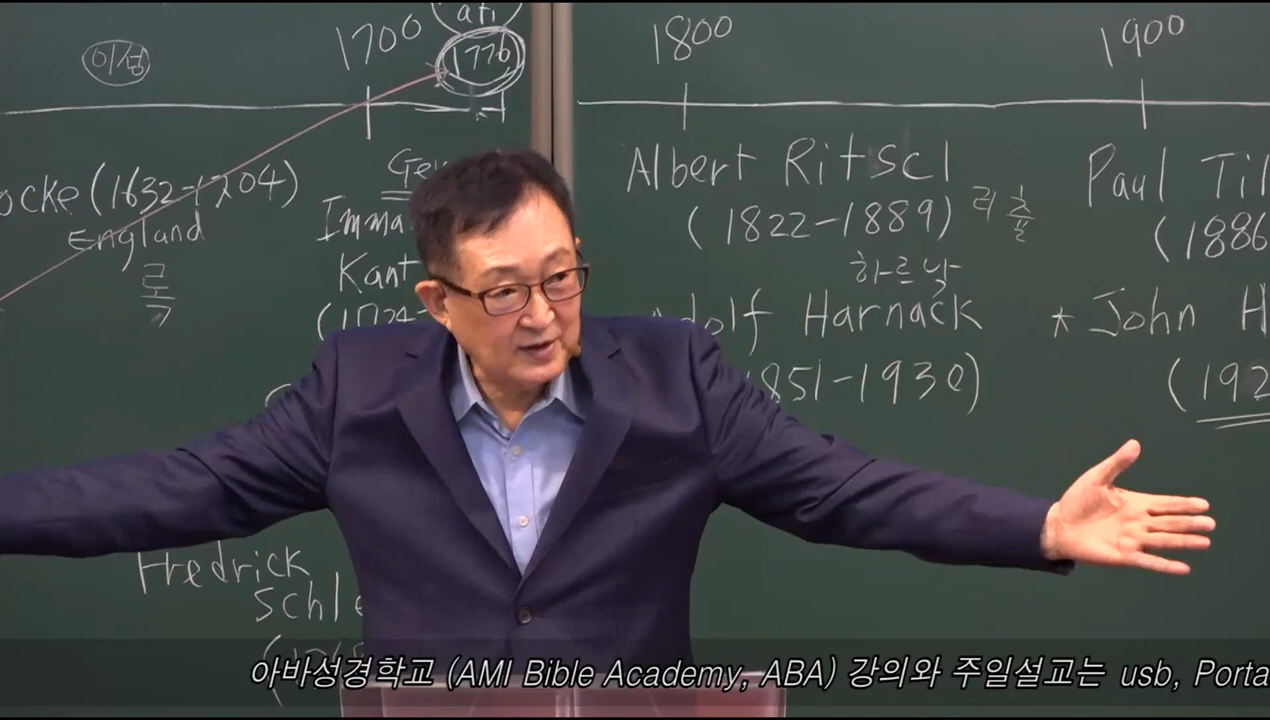 이성
1700
1776
1800
1900
ocke (1632-1704)
England
로크
Imma
Kant
(1724-
Albert Ritscl
(1822-1889) 리츨
하르낙
dolf Harnack
851-1930)
Paul Til
(1886
* John H
(192
Fredrick
Schle
아바성경학교 (AMI Bible Academy, ABA) 강의와 주일설교는 usb, Porta